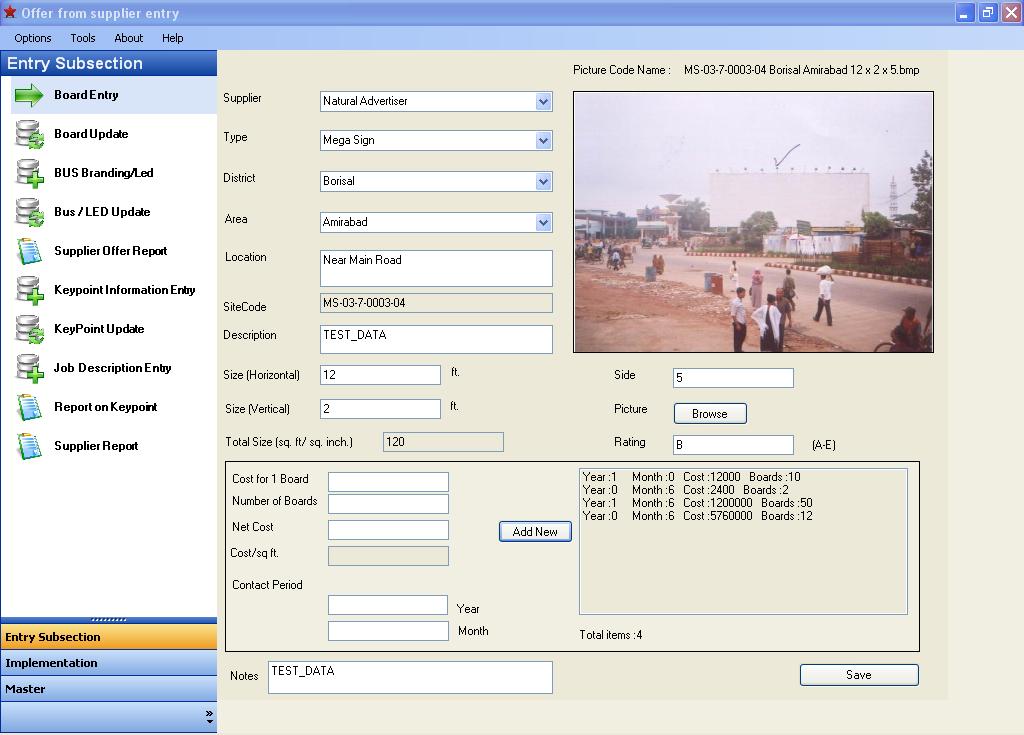 Offer from supplier entry
Options Tools About Help
Entry Subsection
Board Entry
Board Update
BUS Branding/Led
Bus / LED Update
Supplier Offer Report
Keypoint Information Entry
KeyPoint Update
Job Description Entry
Report on Keypoint
Supplier Report
Entry Subsection
Implementation
Master
Picture Code Name : MS-03-7-0003-04 Borisal Amirabad 12 x 2 x 5.bmp
Supplier Natural Advertiser
Type Mega Sign
District Borisal
Area Amirabad
Location Near Main Road
SiteCode MS-03-7-0003-04
Description TEST_DATA
Size (Horizontal) 12 ft.
Size (Vertical) 2 ft.
Total Size (sq. ft/ sq. inch.) 120
Side 5
Picture Browse
Rating B (A-E)
Cost for 1 Board
Number of Boards
Net Cost
Cost/sq ft.
Contact Period
Year
Month
Add New
Year :1 Month :0 Cost :12000 Boards :10
Year :0 Month :6 Cost :2400 Boards :2
Year :1 Month :6 Cost :1200000 Boards :50
Year :0 Month :6 Cost :5760000 Boards :12
Total items :4
Notes TEST_DATA
Save